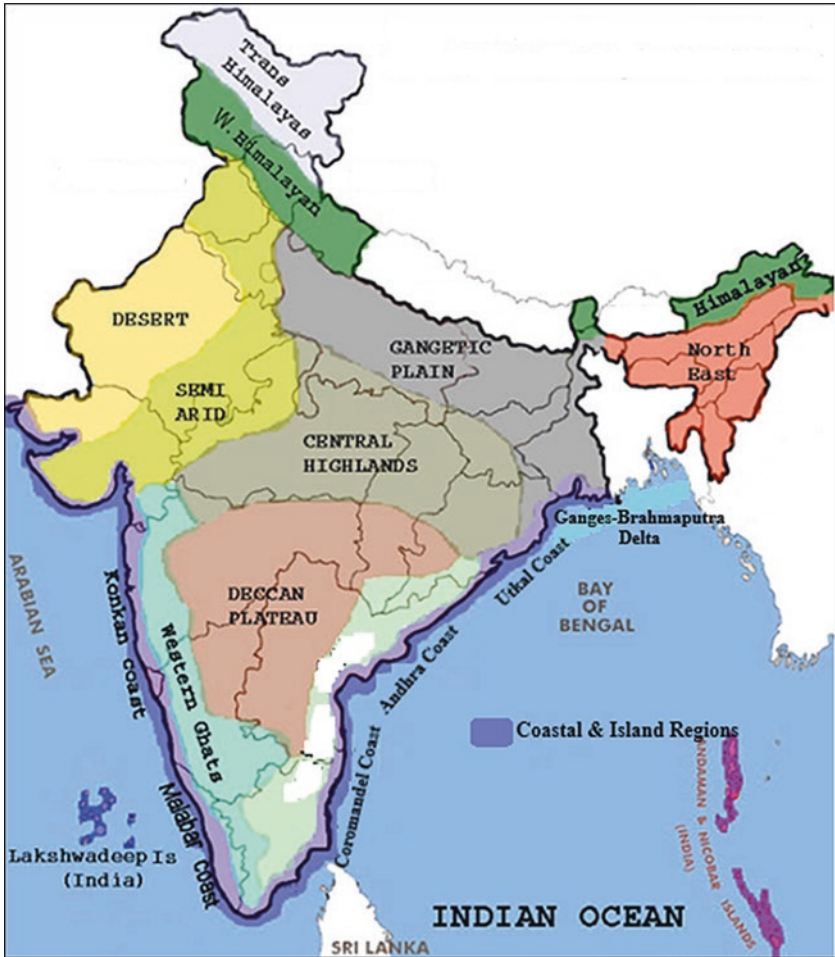 Trans
Himalayas
W. Himalayan
Himalayan
DESERT
GANGETIC
PLAIN
North
East
SEMI
ARID
CENTRAL
HIGHLANDS
Ganges-Brahmaputra
Delta
Utkal Coast
ARABIAN SEA
Konkan coast
DECCAN
PLATEAU
BAY
OF
BENGAL
Western Ghats
Andhra Coast
Coastal & Island Regions
Coromandel Coast
Malabar coast
Lakshwadeep Is
(India)
NDAMAN & NICOBAR ISLANDS
(INDIA)
INDIAN OCEAN
SRI LANKA